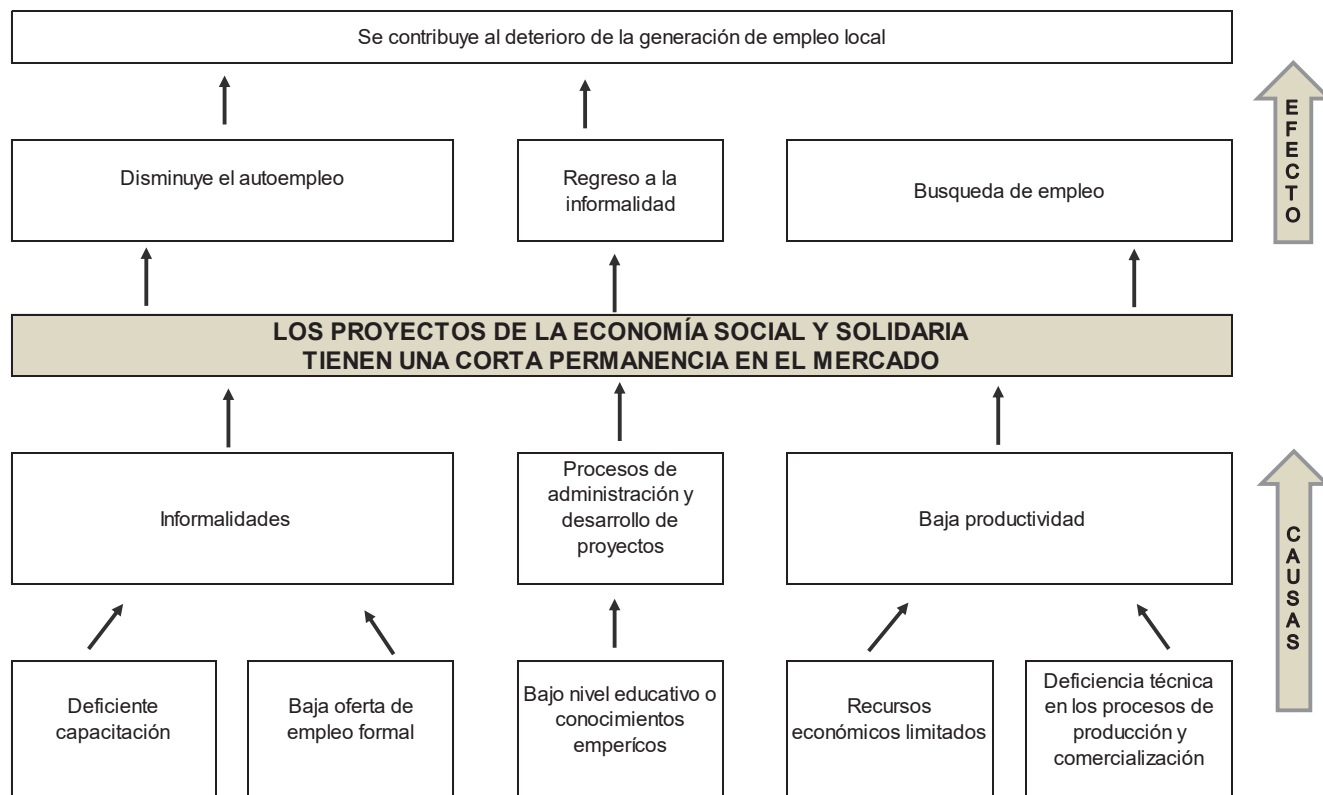 Se contribuye al deterioro de la generación de empleo local
Disminuye el autoempleo
Regreso a la
informalidad
Busqueda de empleo
EFECTO
LOS PROYECTOS DE LA ECONOMÍA SOCIAL Y SOLIDARIA
TIENEN UNA CORTA PERMANENCIA EN EL MERCADO
Informalidades
Procesos de
administración y
desarrollo de
proyectos
Baja productividad
CAUSAS
Deficiente
capacitación
Baja oferta de
empleo formal
Bajo nivel educativo o
conocimientos
emperícos
Recursos
económicos limitados
Deficiencia técnica
en los procesos de
producción y
comercialización